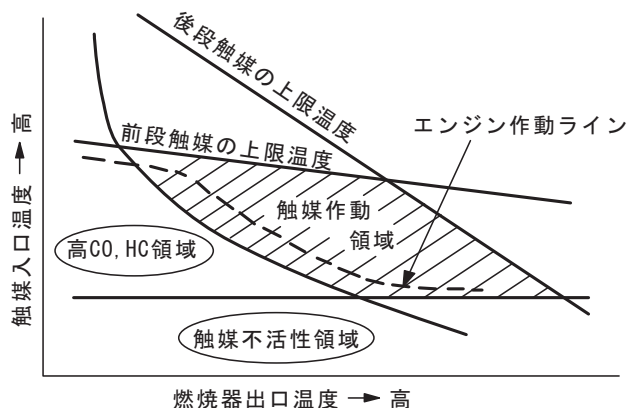 後段触媒の上限温度
エンジン作動ライン
前段触媒の上限温度
触媒作動
領域
高CO,HC領域
触媒不活性領域
触媒入口温度 → 高
燃焼器出口温度 → 高